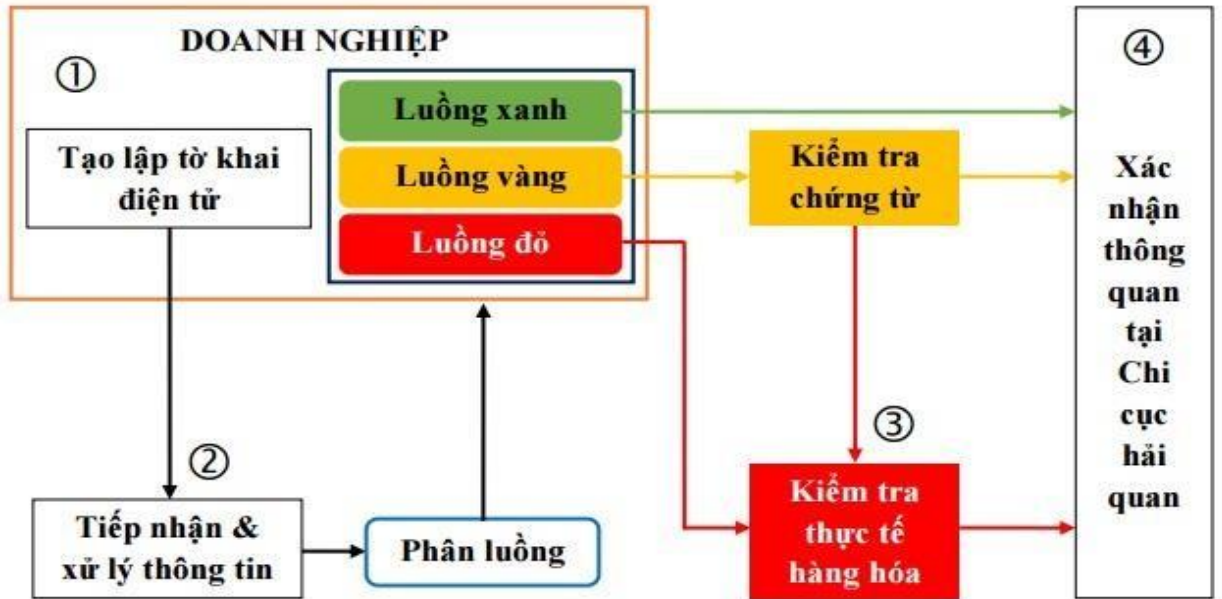 DOANH NGHIỆP
①
Tạo lập tờ khai
điện tử
Luồng xanh
Luồng vàng
Luồng đỏ
Kiểm tra
chứng từ
②
Tiếp nhận &
xử lý thông tin
Phân luồng
③
Kiểm tra
thực tế
hàng hóa
④
Xác
nhận
thông
quan
tại
Chi
cục
hải
quan